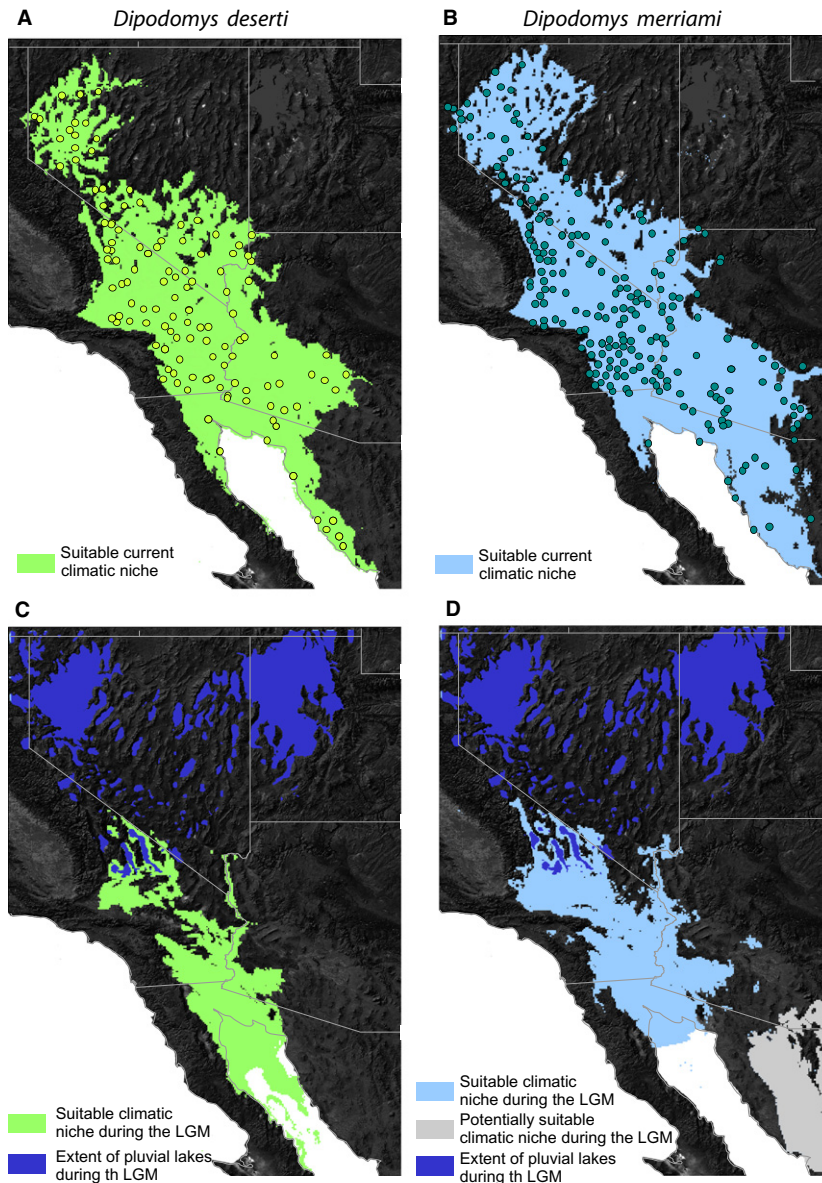 A
Dipodomys deserti
B
Dipodomys merriami
Suitable current
climatic niche
Suitable current
climatic niche
C
D
Suitable climatic
niche during the LGM
Extent of pluvial lakes
during th LGM
Suitable climatic
niche during the LGM
Potentially suitable
climatic niche during the LGM
Extent of pluvial lakes
during th LGM